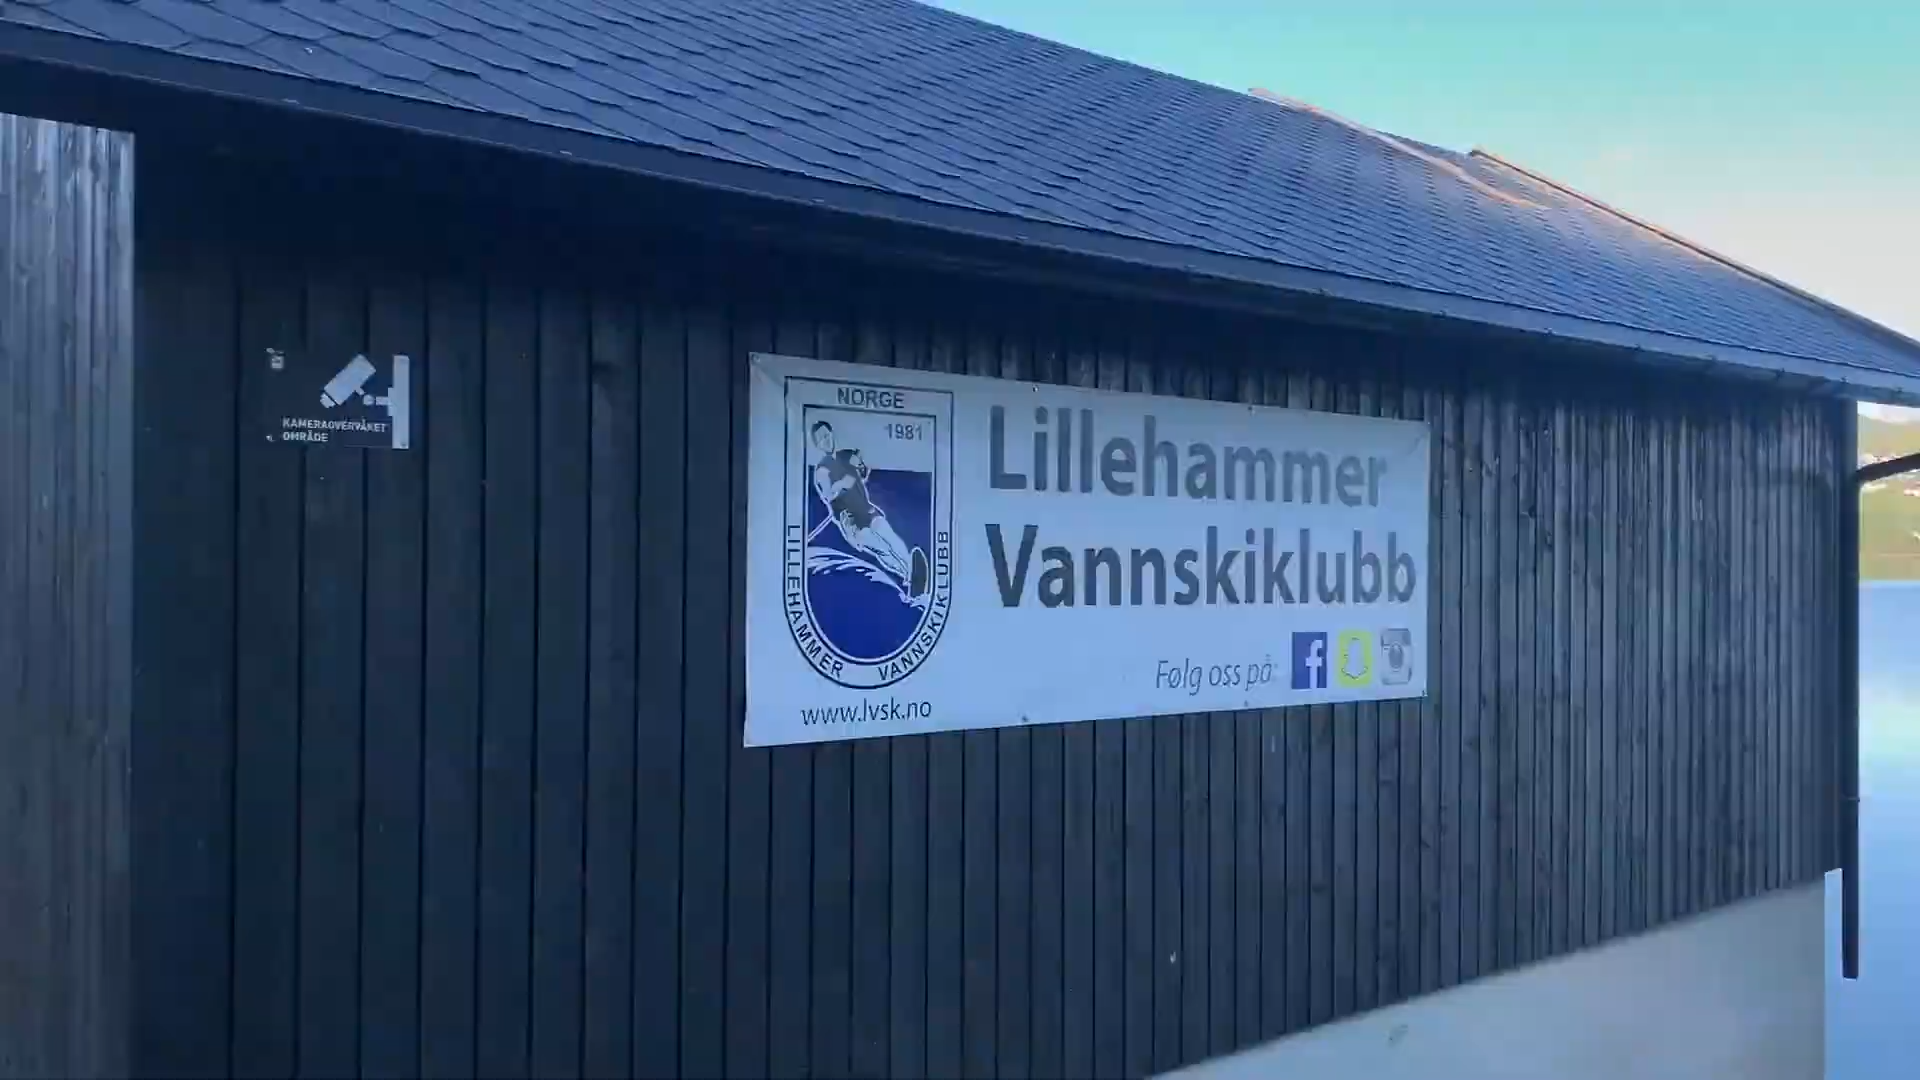 KAMERAOVERVÅKET
OMRÅDE
NORGE
1981
LILLEHAMMER VANNSKIKLUBB
www.lvsk.no
Lillehammer
Vannskiklubb
Følg oss på: